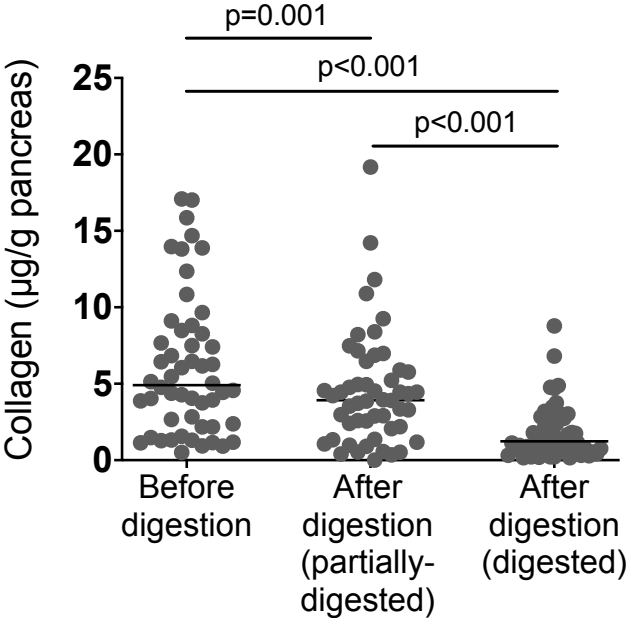 p=0.001
p<0.001
p<0.001
Collagen (µg/g pancreas)
25
20
15
10
5
0
Before
digestion
After
digestion
(partially-
digested)
After
digestion
(digested)